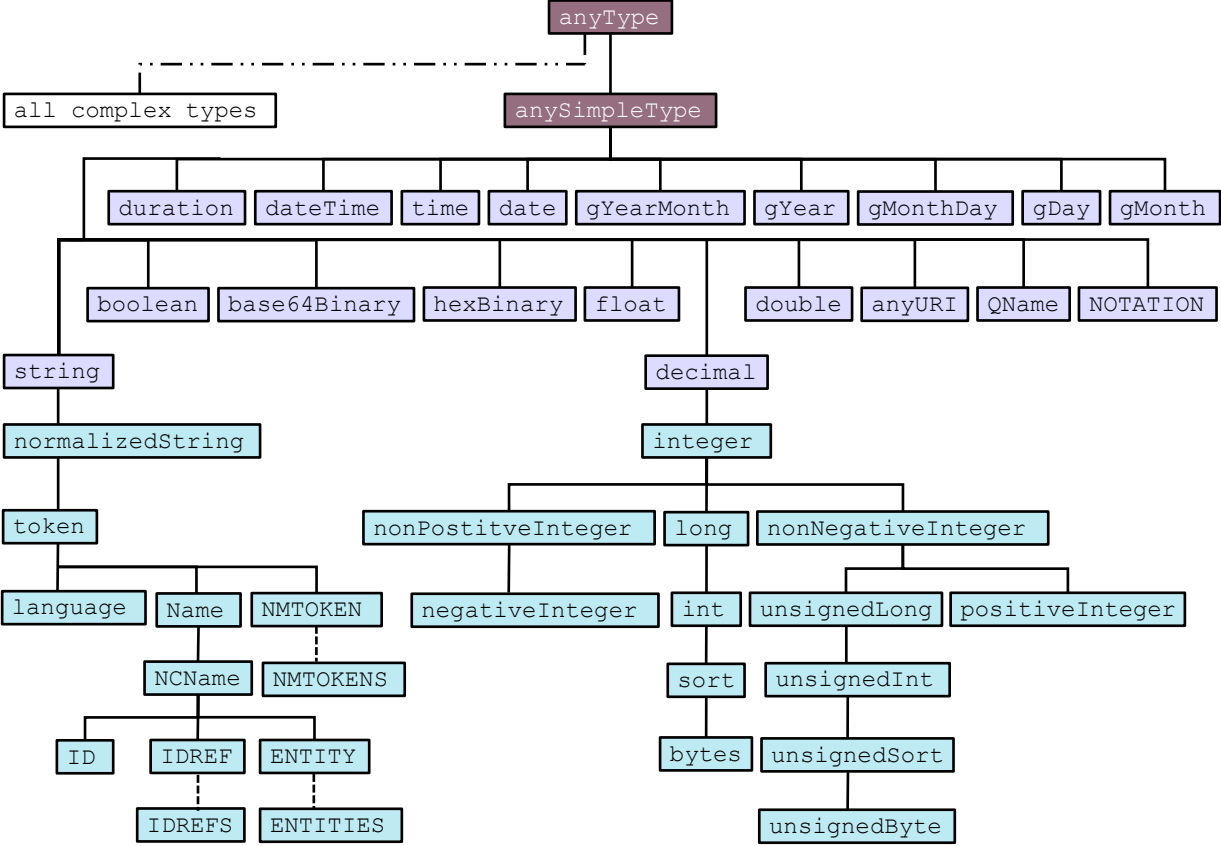 anyType
all complex types
anySimpleType
duration
dateTime
time
date
gYearMonth
gYear
gMonthDay
gDay
gMonth
boolean
base64Binary
hexBinary
float
double
anyURI
QName
NOTATION
string
decimal
normalizedString
integer
token
nonPostitveInteger
long
nonNegativeInteger
language
Name
NMTOKEN
negativeInteger
int
unsignedLong
positiveInteger
NCName
NMTOKENS
sort
unsignedInt
ID
IDREF
ENTITY
bytes
unsignedSort
IDREFS
ENTITIES
unsignedByte